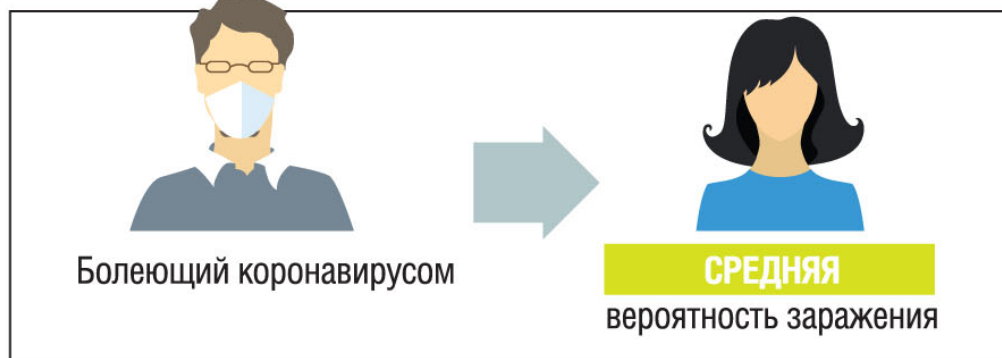 Болеющий коронавирусом
СРЕДНЯЯ
вероятность заражения